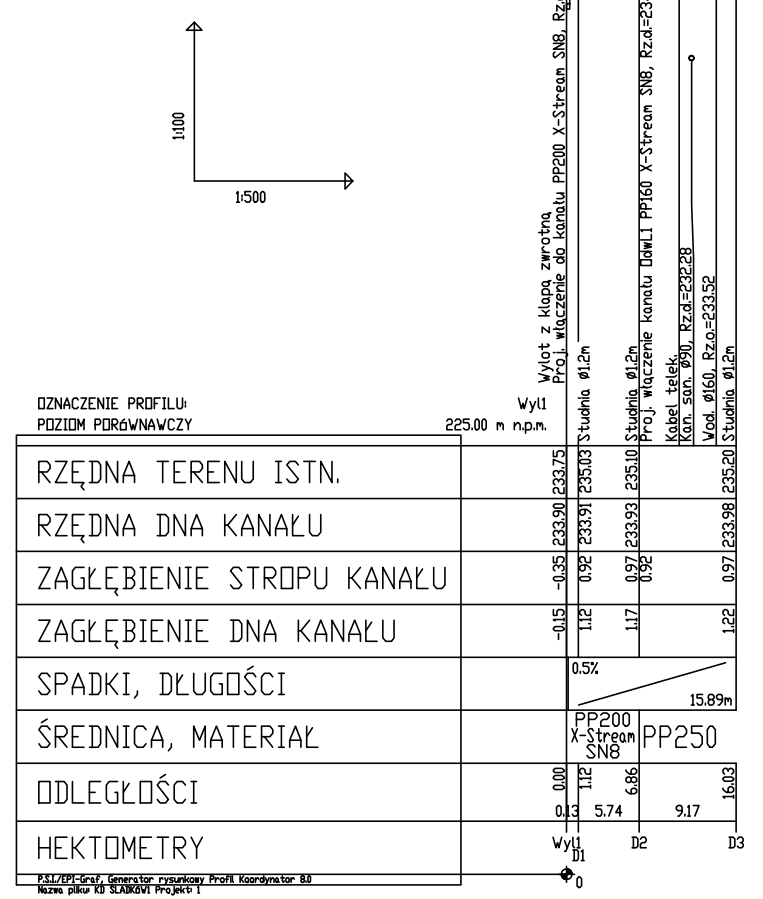 1:100
1:500
Wylot z klapą zwrotną
Proj. włączenie do kanału PP200 X-Stream SN8, Rz.
Studnia ø1.2m
Studnia ø1.2m
Proj. włączenie kanału OdwL1 PP160 X-Stream SN8, Rz.d.=23
Kabel telek.
Kan. san. ø90, Rz.d.=232.28
Wod. ø160, Rz.o.=233.52
Studnia ø1.2m
OZNACZENIE PROFILU: Wyl1
POZIOM PORÓWNAWCZY 225.00 m n.p.m.
RZĘDNA TERENU ISTN. 233.75 235.03 235.10 235.20
RZĘDNA DNA KANAŁU 233.90 233.91 233.93 233.98
ZAGŁĘBIENIE STROPU KANAŁU -0.35 0.92 0.97 0.92 0.97
ZAGŁĘBIENIE DNA KANAŁU -0.15 1.12 1.17 1.22
SPADKI, DŁUGOŚCI 0.5% 15.89m
ŚREDNICA, MATERIAŁ PP200 X-Stream SN8 PP250
ODLEGŁOŚCI 0.00 1.12 6.86 16.03
0.13 5.74 9.17
HEKTOMETRY Wyl1 D1 D2 D3
0
P.S.I./EPI-Graf, Generator rysunkowy Profil Koordynator 8.0
Nazwa pliku: KD SLADKÓW1 Projekt: 1